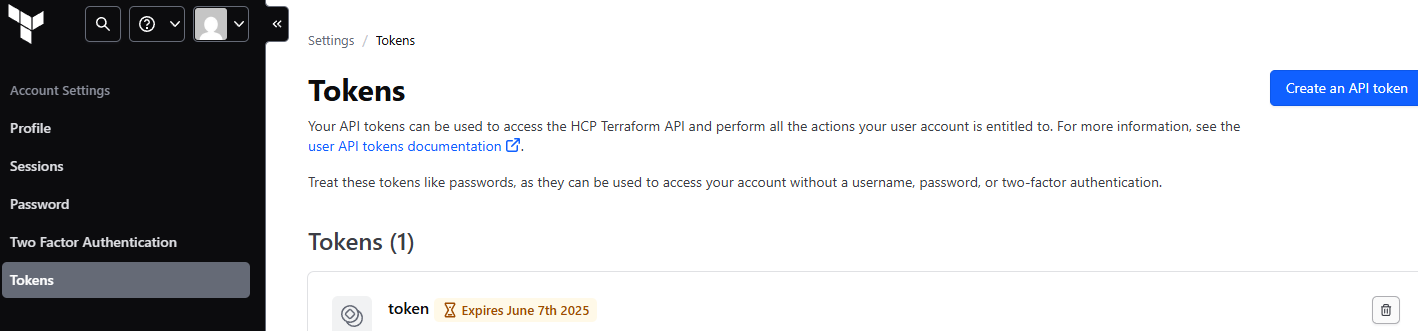 Settings / Tokens
Account Settings
Profile
Sessions
Password
Two Factor Authentication
Tokens
Tokens
Create an API token
Your API tokens can be used to access the HCP Terraform API and perform all the actions your user account is entitled to. For more information, see the
user API tokens documentation.
Treat these tokens like passwords, as they can be used to access your account without a username, password, or two-factor authentication.
Tokens (1)
token Expires June 7th 2025